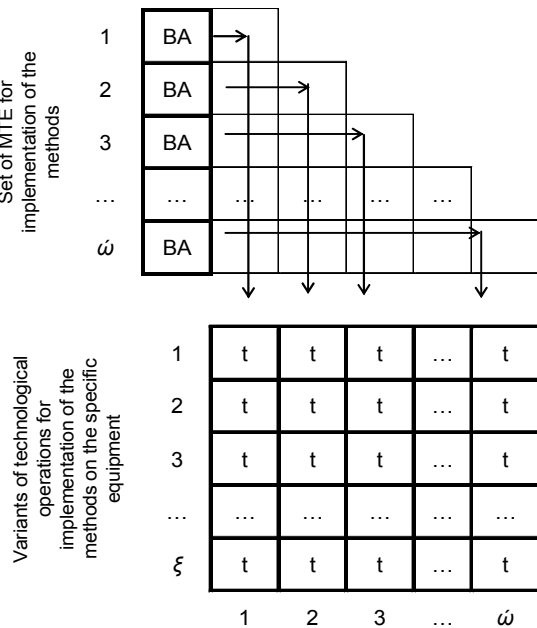 Set of MTE for
implementation of the
methods
1 BA
2 BA
3 BA
... ... ... ... ... ...
ώ BA
Variants of technological
operations for
implementation of the
methods on the specific
equipment
1 t t t ... t
2 t t t ... t
3 t t t ... t
... ... ... ... ... ...
ξ t t t ... t
1 2 3 ... ώ